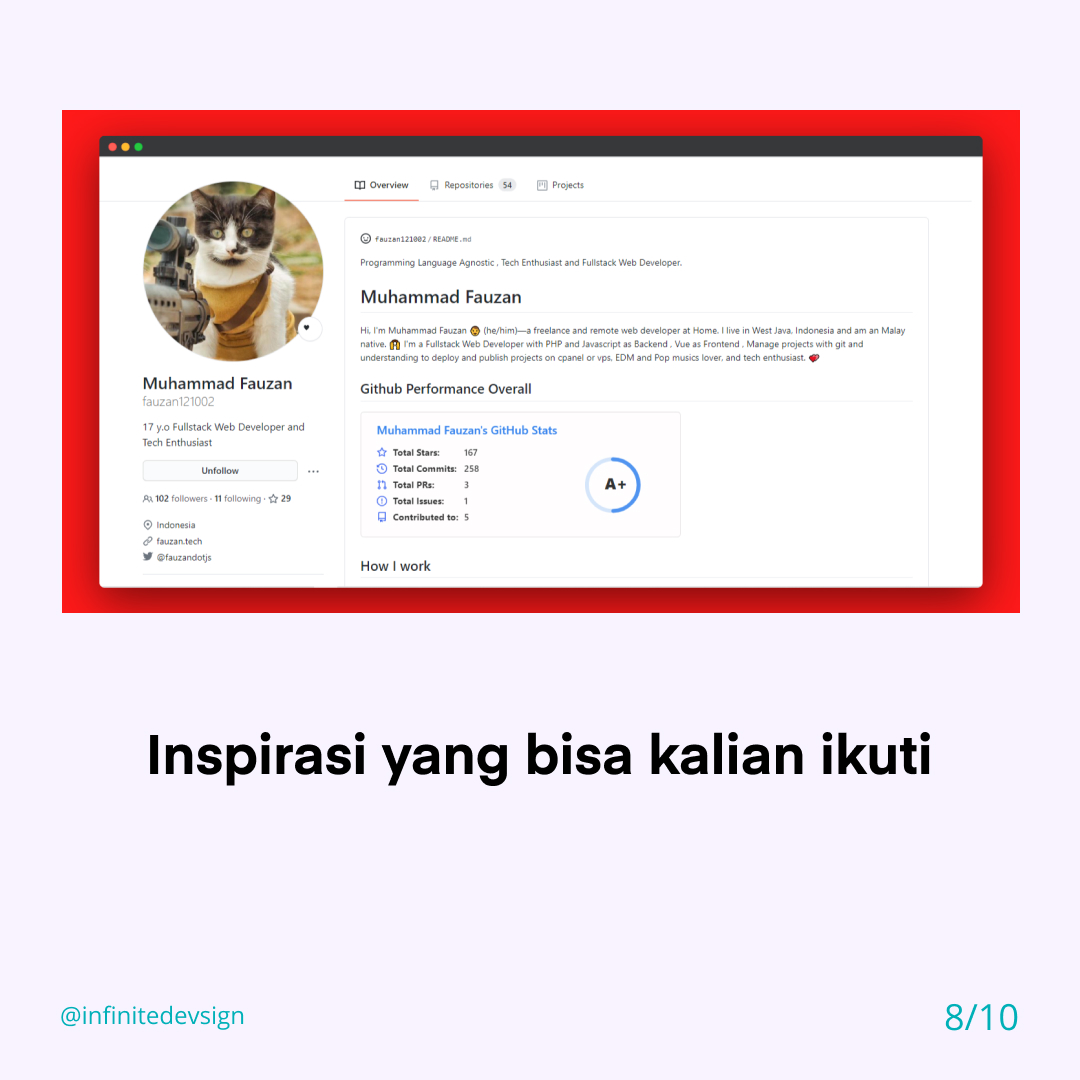 Overview
Repositories 54
Projects
fauzan121002 / README.md
Programming Language Agnostic , Tech Enthusiast and Fullstack Web Developer.
Muhammad Fauzan
Hi, I'm Muhammad Fauzan 🧔 (he/him)—a freelance and remote web developer at Home. I live in West Java, Indonesia and am an Malay
native. I'm a Fullstack Web Developer with PHP and Javascript as Backend , Vue as Frontend , Manage projects with git and
understanding to deploy and publish projects on cpanel or vps, EDM and Pop musics lover, and tech enthusiast.
Github Performance Overall
Muhammad Fauzan's GitHub Stats
Total Stars: 167
Total Commits: 258
Total PRs: 3
Total Issues: 1
Contributed to: 5
A+
How I work
Muhammad Fauzan
fauzan121002
17 y.o Fullstack Web Developer and
Tech Enthusiast
Unfollow
102 followers · 11 following · 29
Indonesia
fauzan.tech
@fauzandotjs
Inspirasi yang bisa kalian ikuti
@infinitedevsign
8/10